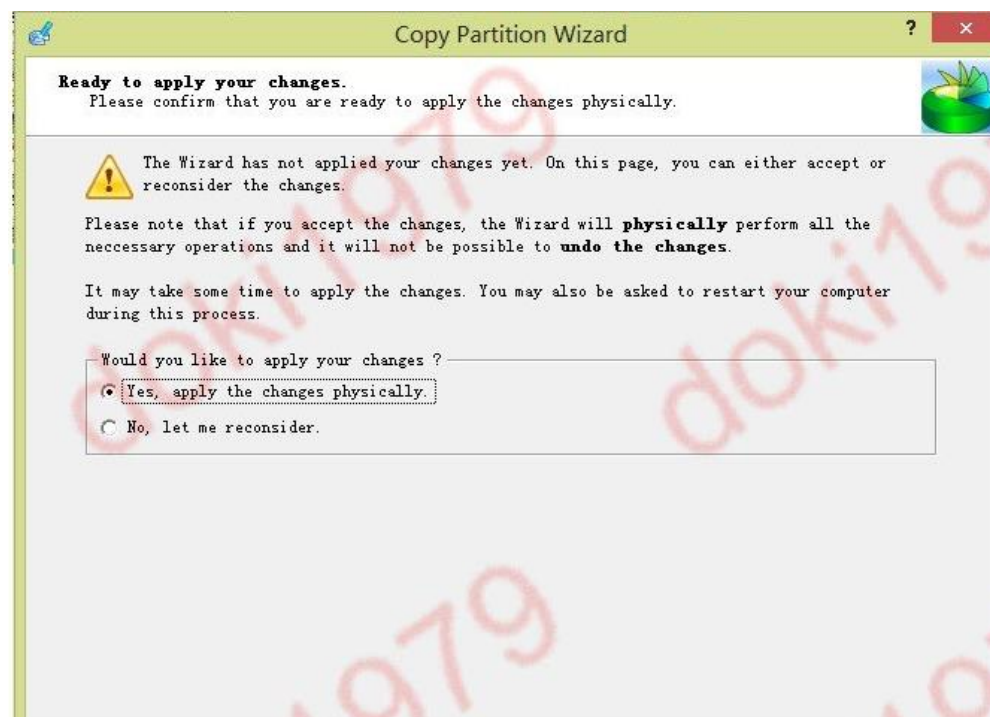 Copy Partition Wizard
?
×
Ready to apply your changes.
Please confirm that you are ready to apply the changes physically.
The Wizard has not applied your changes yet. On this page, you can either accept or
reconsider the changes.
Please note that if you accept the changes, the Wizard will physically perform all the
neccessary operations and it will not be possible to undo the changes.
It may take some time to apply the changes. You may also be asked to restart your computer
during this process.
Would you like to apply your changes ?
Yes, apply the changes physically.
No, let me reconsider.
doki1979
doki19
1979